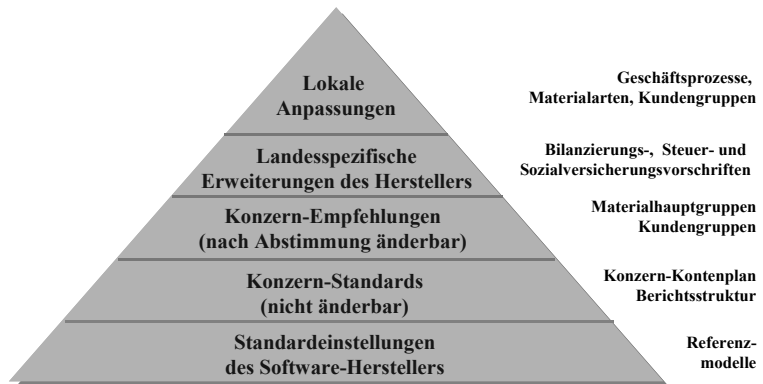 Lokale
Anpassungen
Geschäftsprozesse,
Materialarten, Kundengruppen
Landesspezifische
Erweiterungen des Herstellers
Bilanzierungs-, Steuer- und
Sozialversicherungsvorschriften
Konzern-Empfehlungen
(nach Abstimmung änderbar)
Materialhauptgruppen
Kundengruppen
Konzern-Standards
(nicht änderbar)
Konzern-Kontenplan
Berichtsstruktur
Standardeinstellungen
des Software-Herstellers
Referenz-
modelle